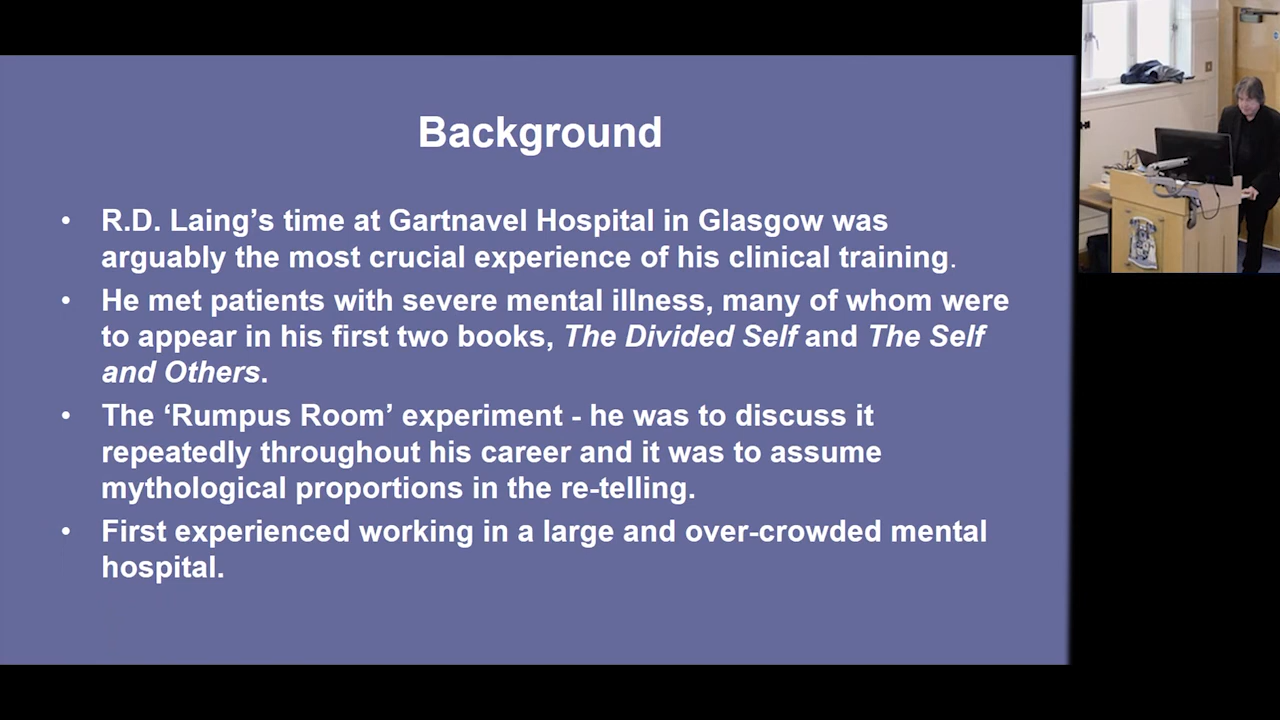 Background
• R.D. Laing’s time at Gartnavel Hospital in Glasgow was
arguably the most crucial experience of his clinical training.
• He met patients with severe mental illness, many of whom were
to appear in his first two books, The Divided Self and The Self
and Others.
• The ‘Rumpus Room’ experiment - he was to discuss it
repeatedly throughout his career and it was to assume
mythological proportions in the re-telling.
• First experienced working in a large and over-crowded mental
hospital.